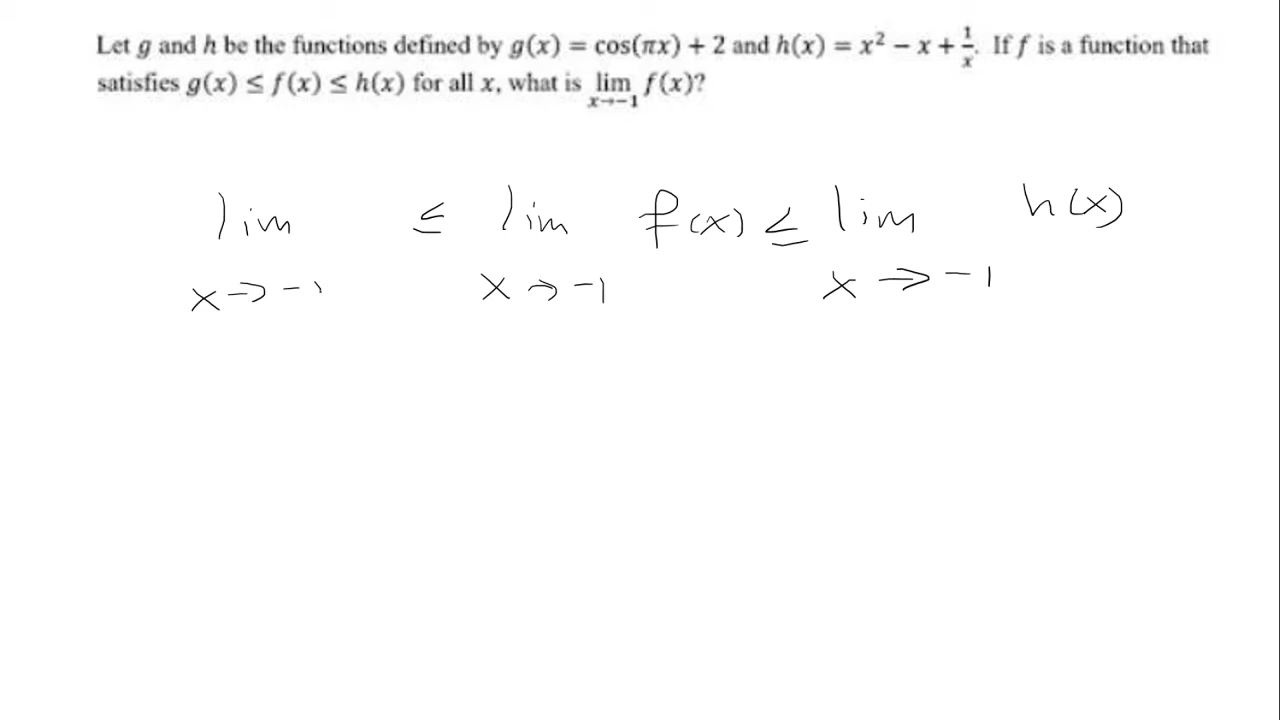 Let g and h be the functions defined by g(x) = cos(πx) + 2 and h(x) = x² − x + 1/x. If f is a function that
satisfies g(x) ≤ f(x) ≤ h(x) for all x, what is lim x→−1 f(x)?
lim ≤ lim f(x) ≤ lim h(x)
x → −1 x → −1 x → −1